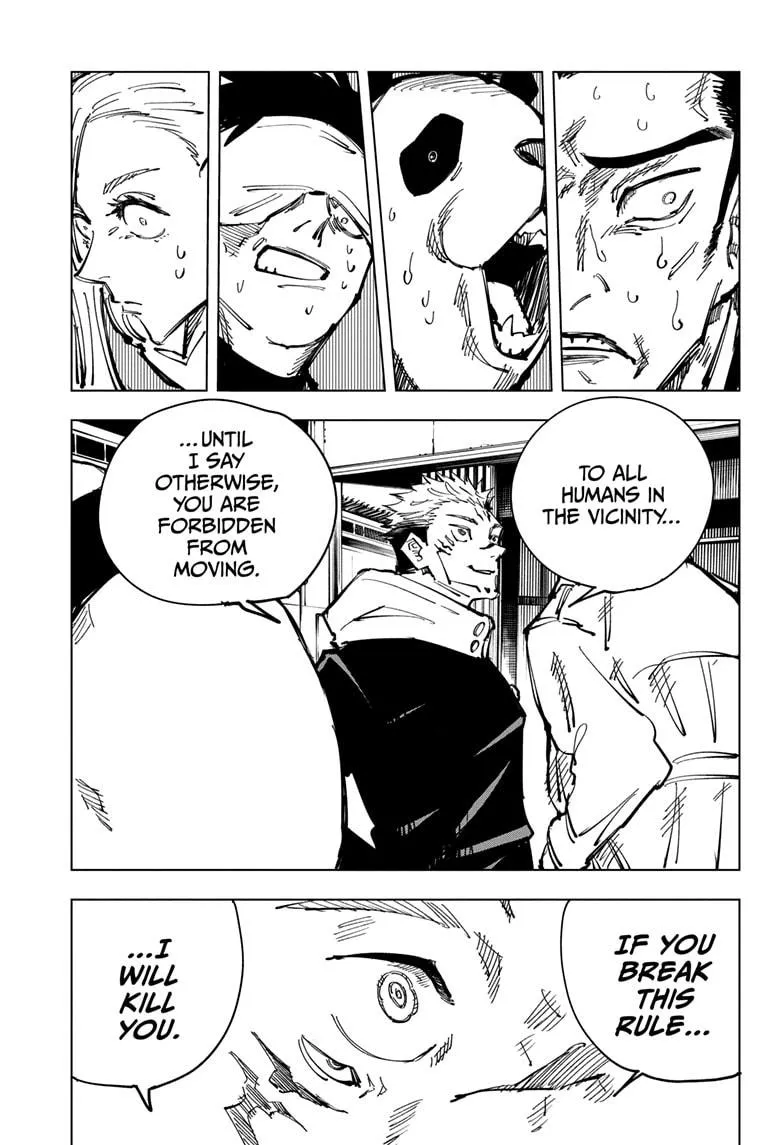 TO ALL
HUMANS IN
THE VICINITY...
...UNTIL
I SAY
OTHERWISE,
YOU ARE
FORBIDDEN
FROM
MOVING.
IF YOU
BREAK
THIS
RULE...
...I
WILL
KILL
YOU.